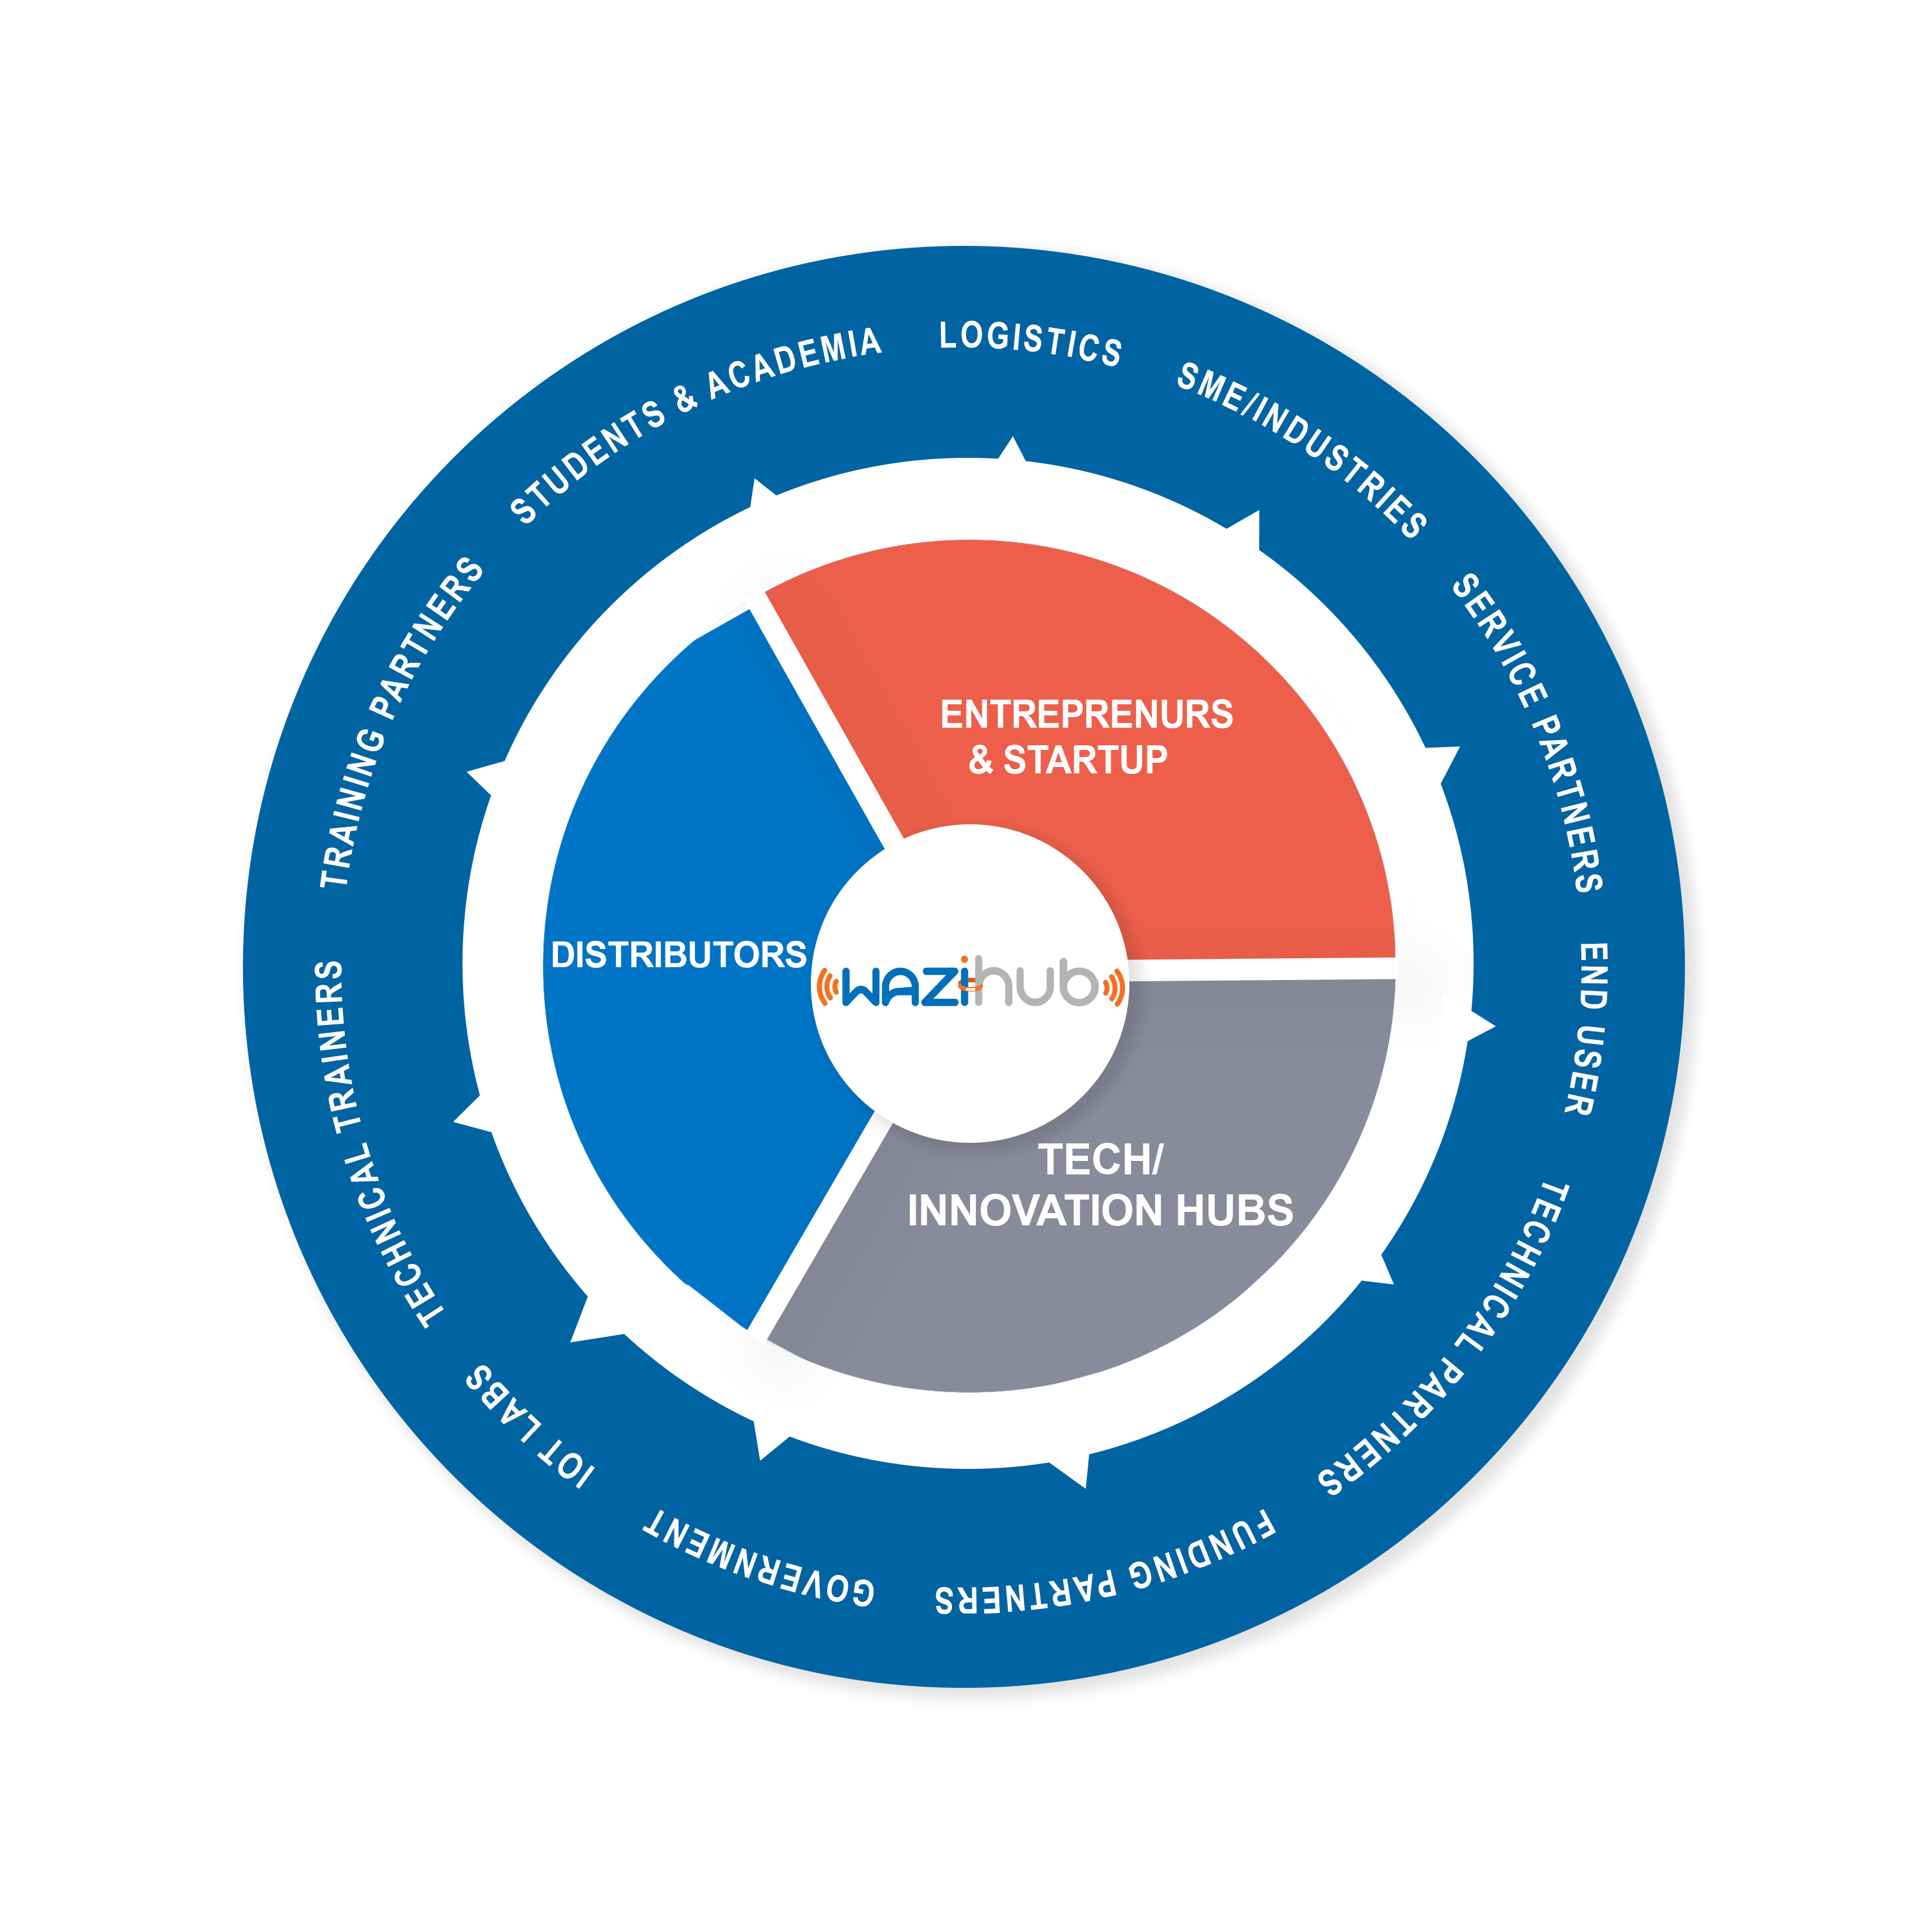 LOGISTICS
SME/INDUSTRIES
SERVICE PARTNERS
END USER
TECHNICAL PARTNERS
FUNDING PARTNERS
GOVERNMENT
IOT LABS
TECHNICAL TRAINERS
TRAINING PARTNERS
STUDENTS & ACADEMIA
ENTREPRENURS
& STARTUP
DISTRIBUTORS
wazihub
TECH/
INNOVATION HUBS